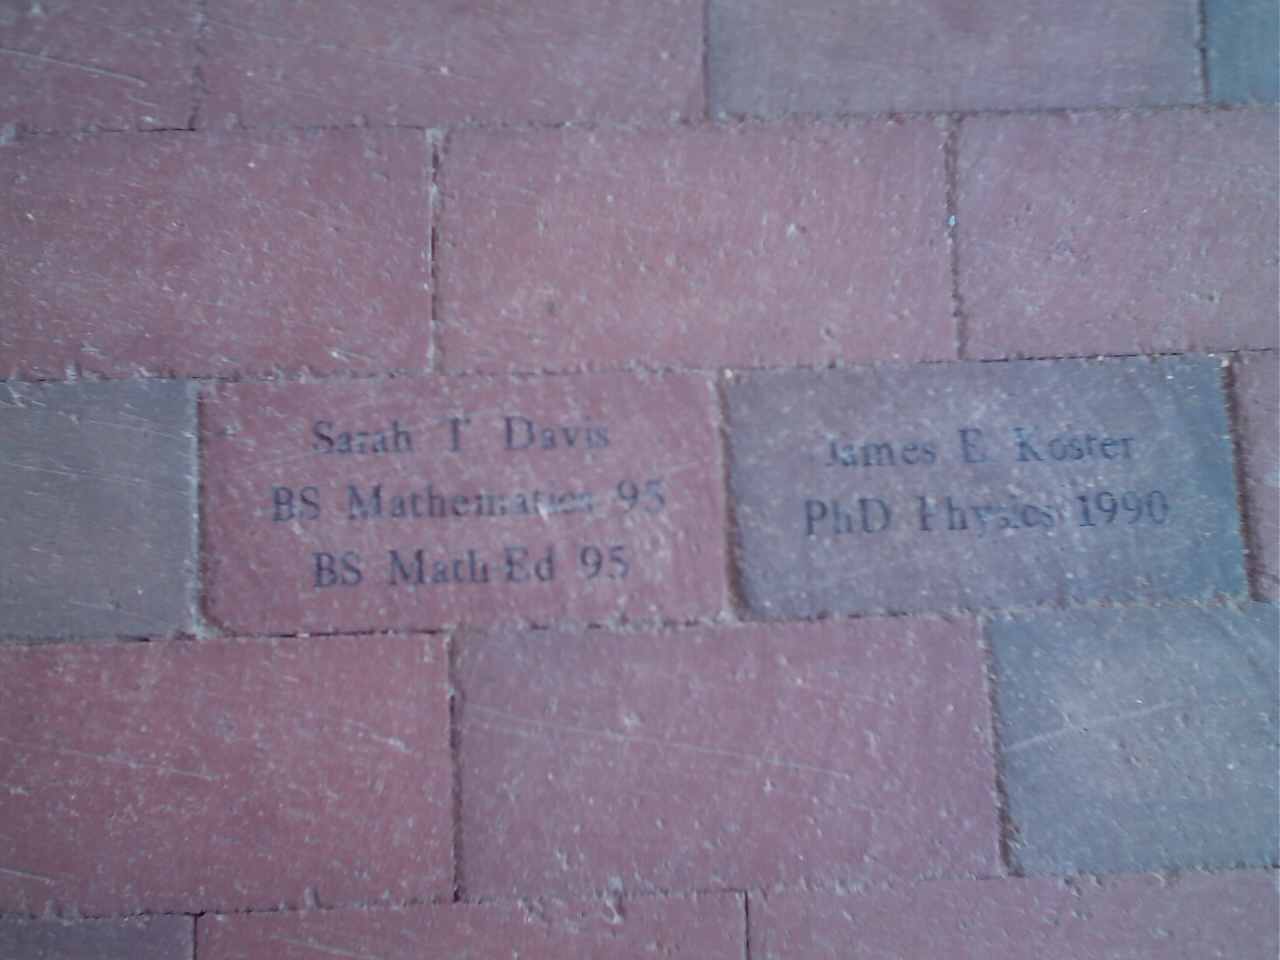 Sarah T. Davis
BS Mathematics 95
BS Math Ed 95
James E Koster
PhD Physics 1990